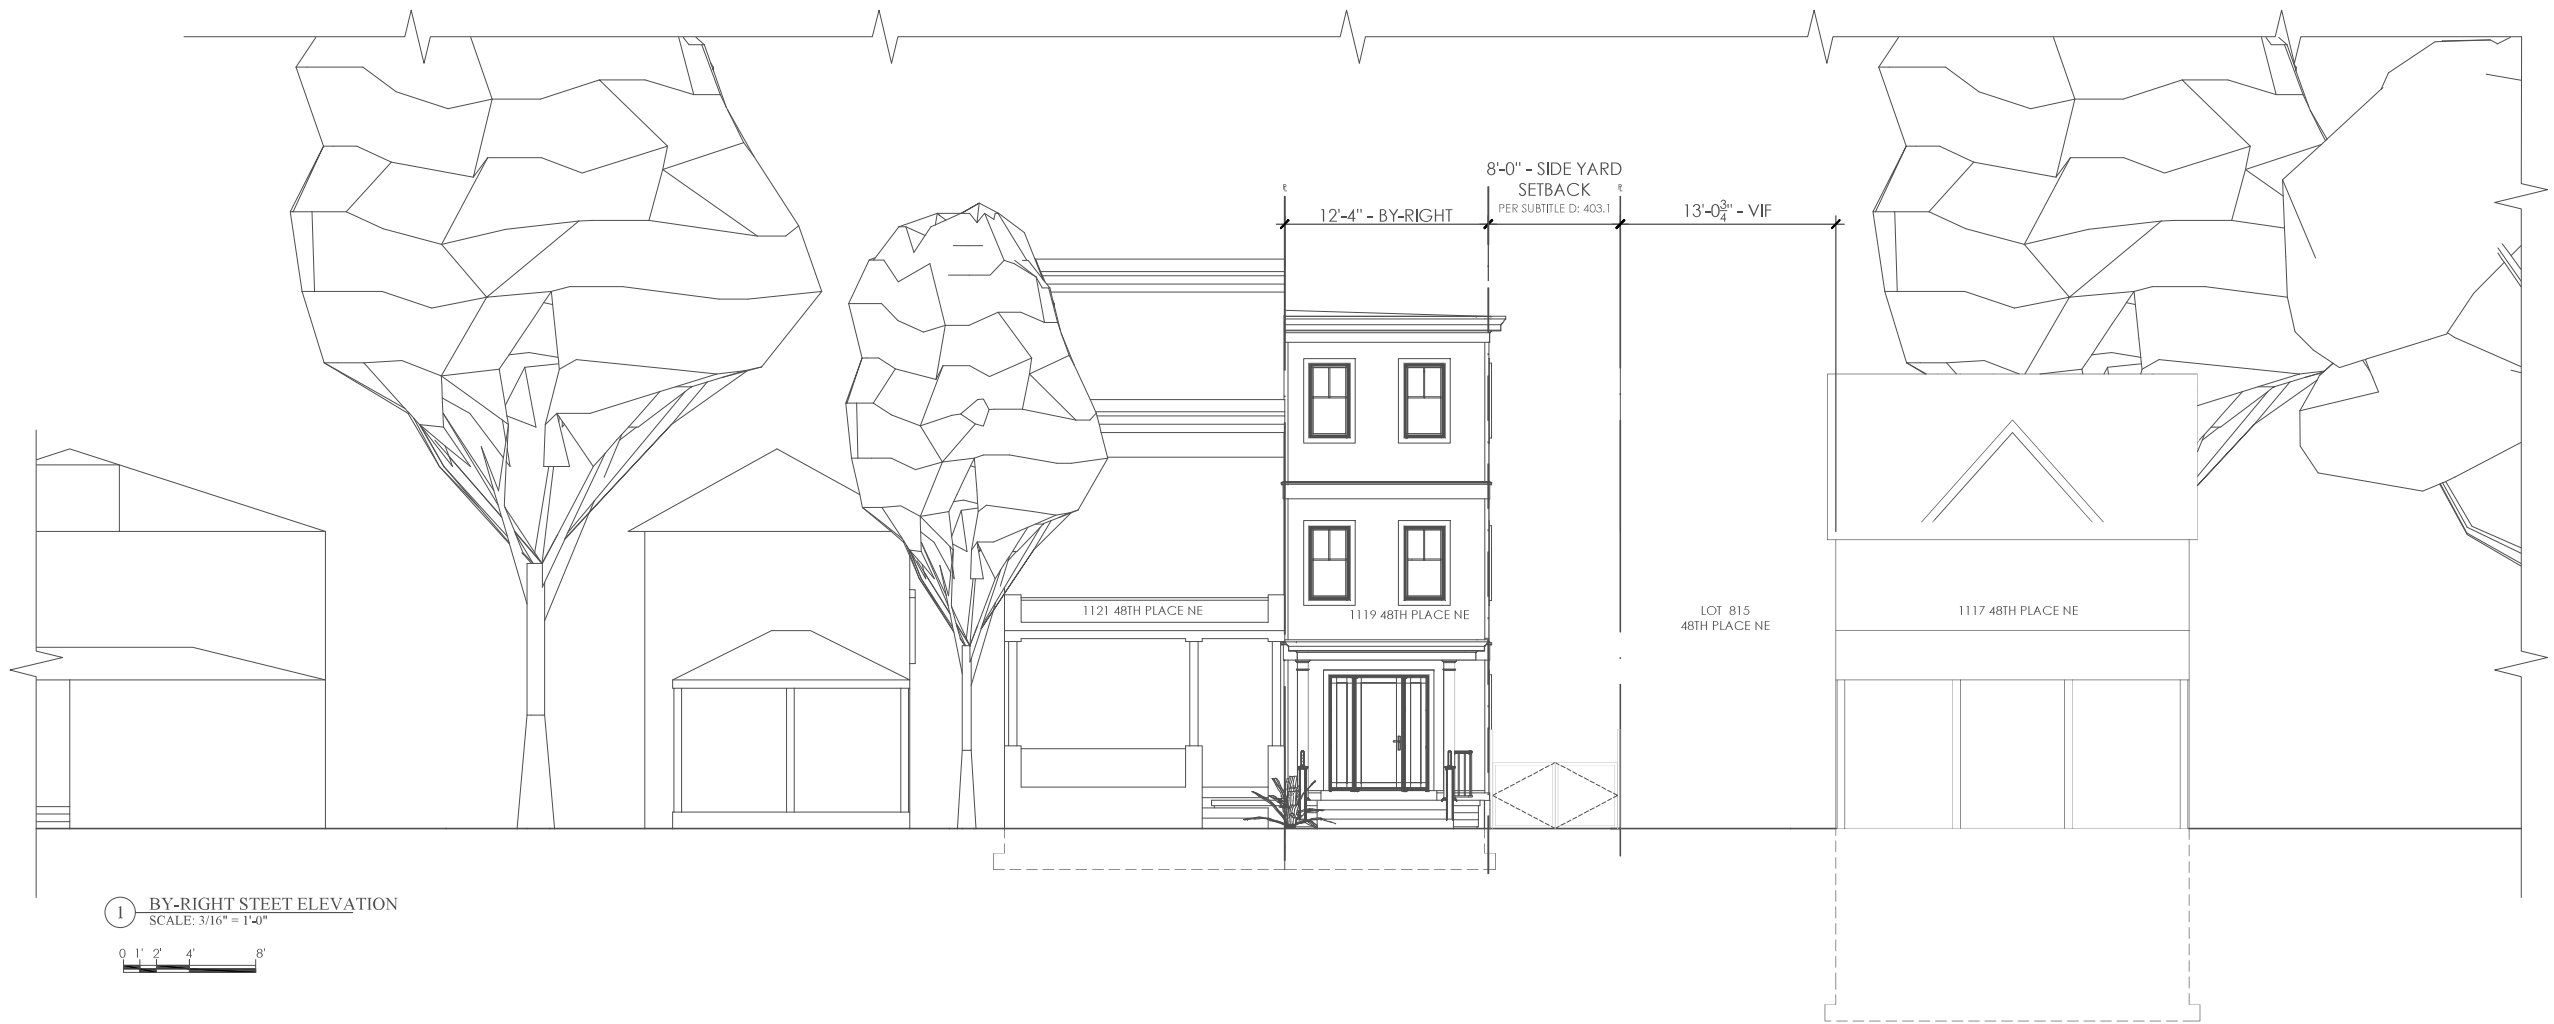 8'-0" - SIDE YARD
SETBACK
PER SUBTITLE D: 403.1
12'-4" - BY-RIGHT
13'-0¾" - VIF
1121 48TH PLACE NE
1119 48TH PLACE NE
LOT 815
48TH PLACE NE
1117 48TH PLACE NE
1
BY-RIGHT STEET ELEVATION
SCALE: 3/16" = 1'-0"
0 1' 2' 4' 8'